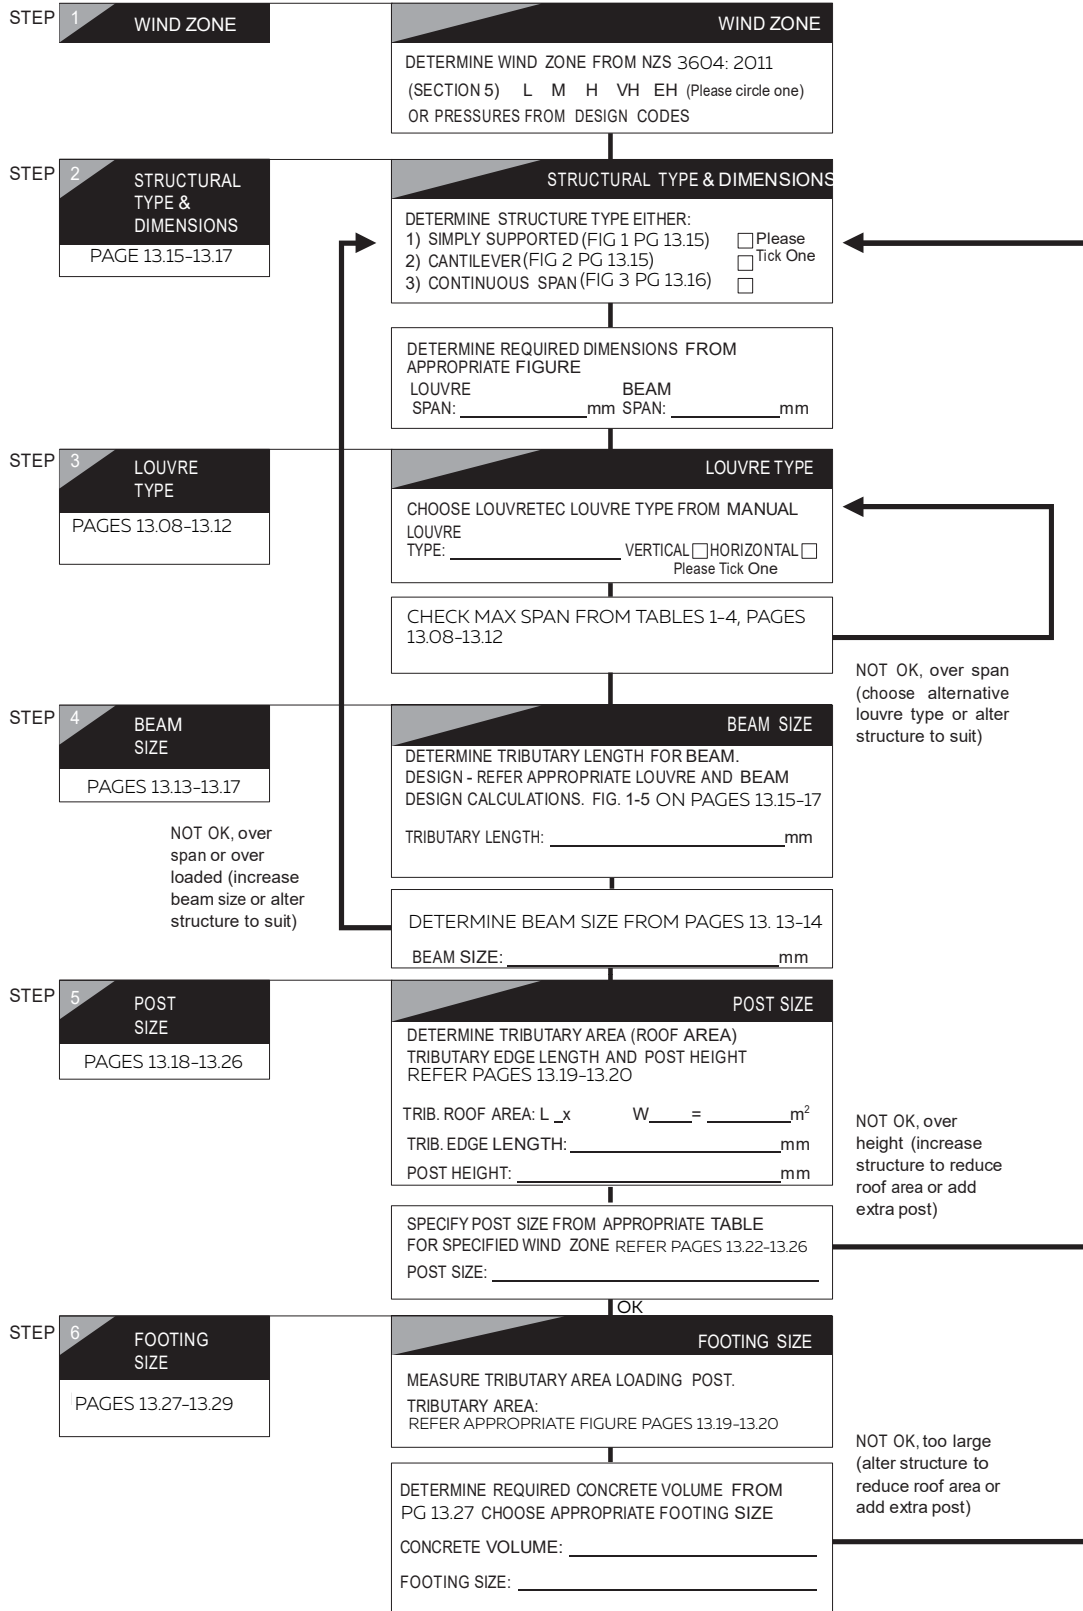 STEP 1 WIND ZONE
WIND ZONE
DETERMINE WIND ZONE FROM NZS 3604: 2011
(SECTION 5) L M H VH EH (Please circle one)
OR PRESSURES FROM DESIGN CODES
STEP 2 STRUCTURAL
TYPE &
DIMENSIONS
PAGE 13.15-13.17
STRUCTURAL TYPE & DIMENSIONS
DETERMINE STRUCTURE TYPE EITHER:
1) SIMPLY SUPPORTED (FIG 1 PG 13.15)
2) CANTILEVER (FIG 2 PG 13.15)
3) CONTINUOUS SPAN (FIG 3 PG 13.16)
Please
Tick One
DETERMINE REQUIRED DIMENSIONS FROM
APPROPRIATE FIGURE
LOUVRE BEAM
SPAN: mm SPAN: mm
STEP 3 LOUVRE
TYPE
PAGES 13.08-13.12
LOUVRE TYPE
CHOOSE LOUVRETEC LOUVRE TYPE FROM MANUAL
LOUVRE
TYPE: VERTICAL HORIZONTAL
Please Tick One
CHECK MAX SPAN FROM TABLES 1-4, PAGES
13.08-13.12
NOT OK, over span
(choose alternative
louvre type or alter
structure to suit)
STEP 4 BEAM
SIZE
PAGES 13.13-13.17
BEAM SIZE
DETERMINE TRIBUTARY LENGTH FOR BEAM.
DESIGN - REFER APPROPRIATE LOUVRE AND BEAM
DESIGN CALCULATIONS. FIG. 1-5 ON PAGES 13.15-17
TRIBUTARY LENGTH: mm
NOT OK, over
span or over
loaded (increase
beam size or alter
structure to suit)
DETERMINE BEAM SIZE FROM PAGES 13. 13-14
BEAM SIZE: mm
STEP 5 POST
SIZE
PAGES 13.18-13.26
POST SIZE
DETERMINE TRIBUTARY AREA (ROOF AREA)
TRIBUTARY EDGE LENGTH AND POST HEIGHT
REFER PAGES 13.19-13.20
TRIB. ROOF AREA: L _x W____= ________m2
TRIB. EDGE LENGTH: mm
POST HEIGHT: mm
NOT OK, over
height (increase
structure to reduce
roof area or add
extra post)
SPECIFY POST SIZE FROM APPROPRIATE TABLE
FOR SPECIFIED WIND ZONE REFER PAGES 13.22-13.26
POST SIZE:
OK
STEP 6 FOOTING
SIZE
PAGES 13.27-13.29
FOOTING SIZE
MEASURE TRIBUTARY AREA LOADING POST.
TRIBUTARY AREA:
REFER APPROPRIATE FIGURE PAGES 13.19-13.20
NOT OK, too large
(alter structure to
reduce roof area or
add extra post)
DETERMINE REQUIRED CONCRETE VOLUME FROM
PG 13.27 CHOOSE APPROPRIATE FOOTING SIZE
CONCRETE VOLUME:
FOOTING SIZE: